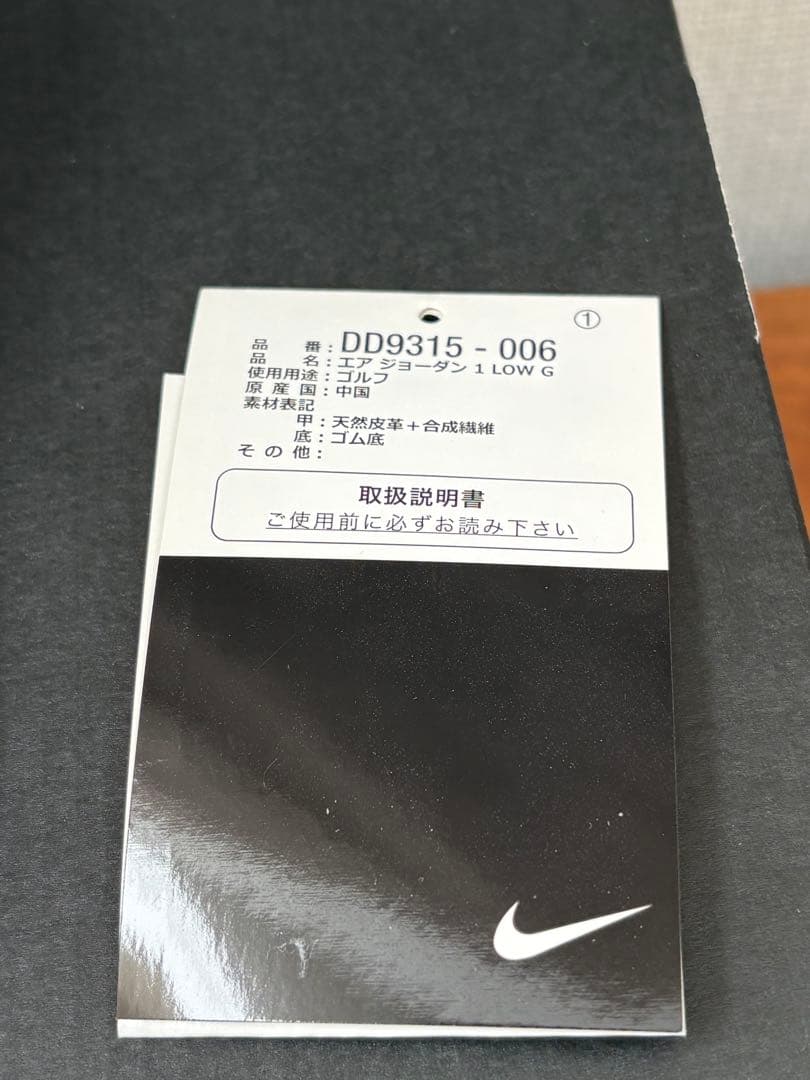 ①
品 番：DD9315 - 006
品 名：エア ジョーダン 1 LOW G
使用用途：ゴルフ
原 産 国：中国
素材表記
甲：天然皮革＋合成繊維
底：ゴム底
そ の 他：
取扱説明書
ご使用前に必ずお読み下さい